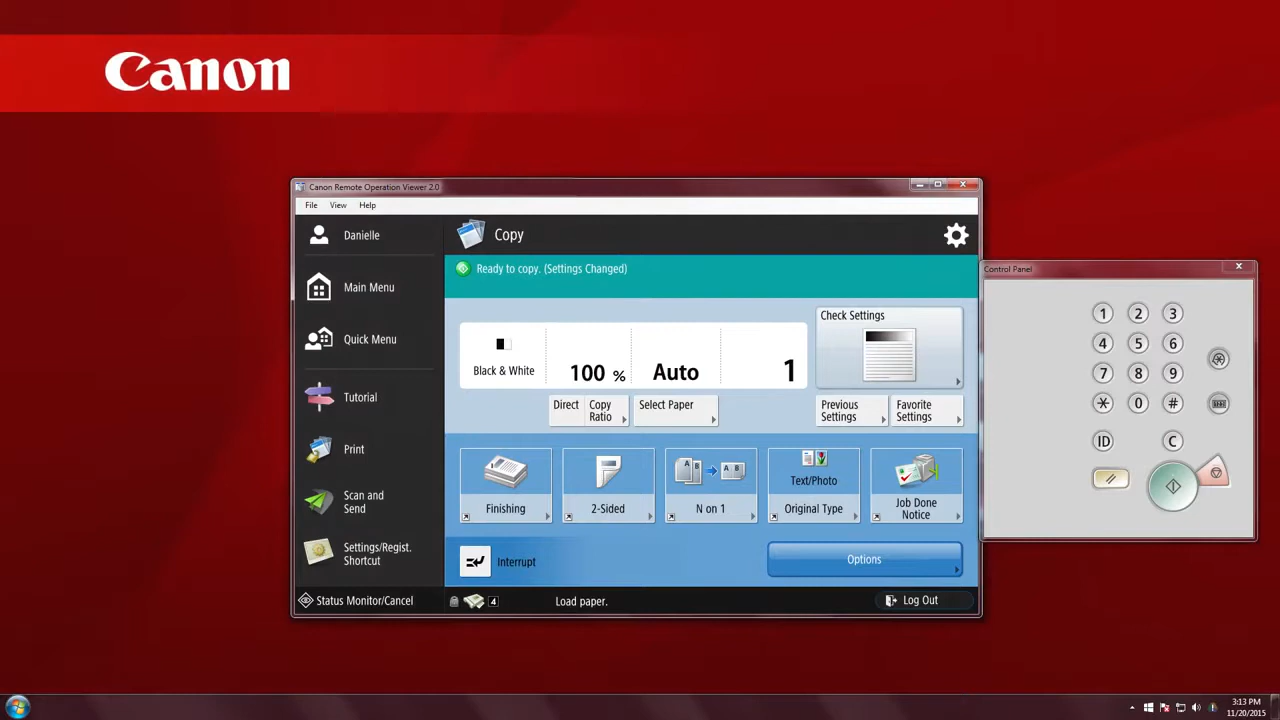 Canon
Canon Remote Operation Viewer 2.0
File View Help
Danielle
Copy
Main Menu
Ready to copy. (Settings Changed)
Quick Menu
Check Settings
Black & White
100 %
Auto
1
Direct
Copy
Ratio
Select Paper
Previous
Settings
Favorite
Settings
Tutorial
Print
Scan and
Send
Settings/Regist.
Shortcut
A B
A B
Text/Photo
Finishing
2-Sided
N on 1
Original Type
Job Done
Notice
Interrupt
Options
Status Monitor/Cancel
4
Load paper.
Log Out
Control Panel
1 2 3
4 5 6
7 8 9
0 #
ID C
3:13 PM
11/20/2015